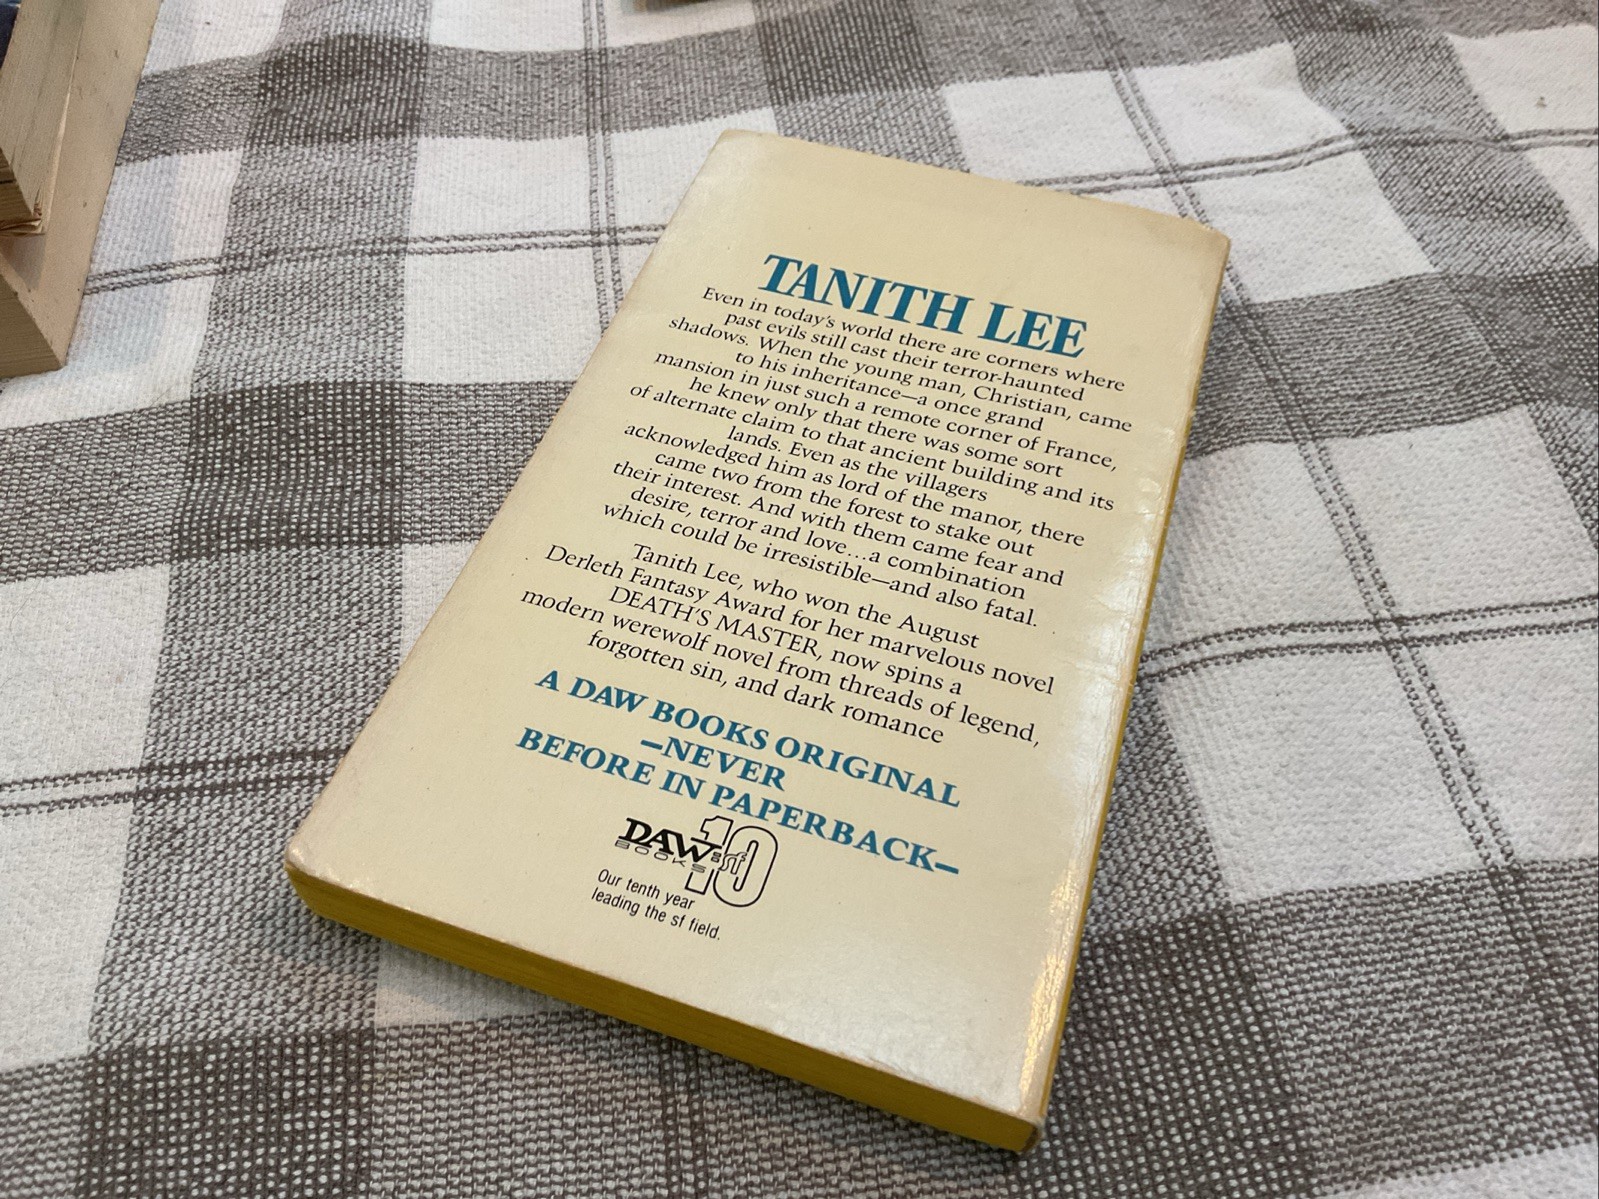 TANITH LEE
Even in today's world there are corners where
past evils still cast their terror-haunted
shadows. When the young man, Christian, came
to his inheritance—a once grand
mansion in just such a remote corner of France,
he knew only that there was some sort
of alternate claim to that ancient building and its
lands. Even as the villagers
acknowledged him as lord of the manor, there
came two from the forest to stake out
their interest. And with them came fear and
desire, terror and love...a combination
which could be irresistible—and also fatal.
Tanith Lee, who won the August
Derleth Fantasy Award for her marvelous novel
DEATH'S MASTER, now spins a
modern werewolf novel from threads of legend,
forgotten sin, and dark romance
A DAW BOOKS ORIGINAL
—NEVER
BEFORE IN PAPERBACK—
DAW
BOOKS
sf
10
Our tenth year
leading the sf field.